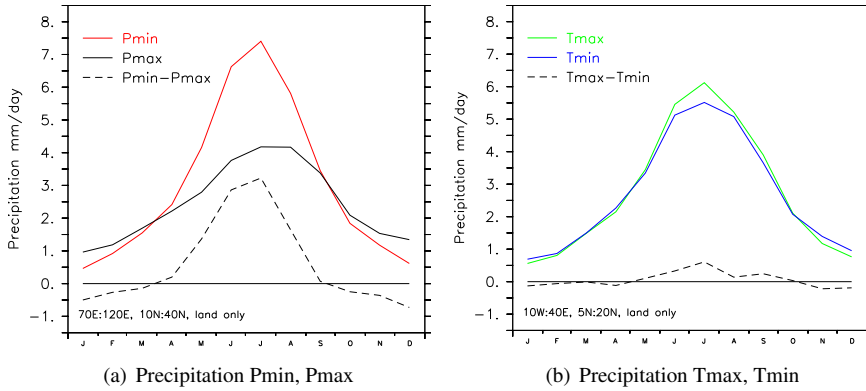 8.
7.
6.
5.
4.
3.
2.
1.
0.
−1.
Precipitation mm/day
Pmin
Pmax
Pmin−Pmax
70E:120E, 10N:40N, land only
J F M A M J J A S O N D
(a) Precipitation Pmin, Pmax
8.
7.
6.
5.
4.
3.
2.
1.
0.
−1.
Precipitation mm/day
Tmax
Tmin
Tmax−Tmin
10W:40E, 5N:20N, land only
J F M A M J J A S O N D
(b) Precipitation Tmax, Tmin